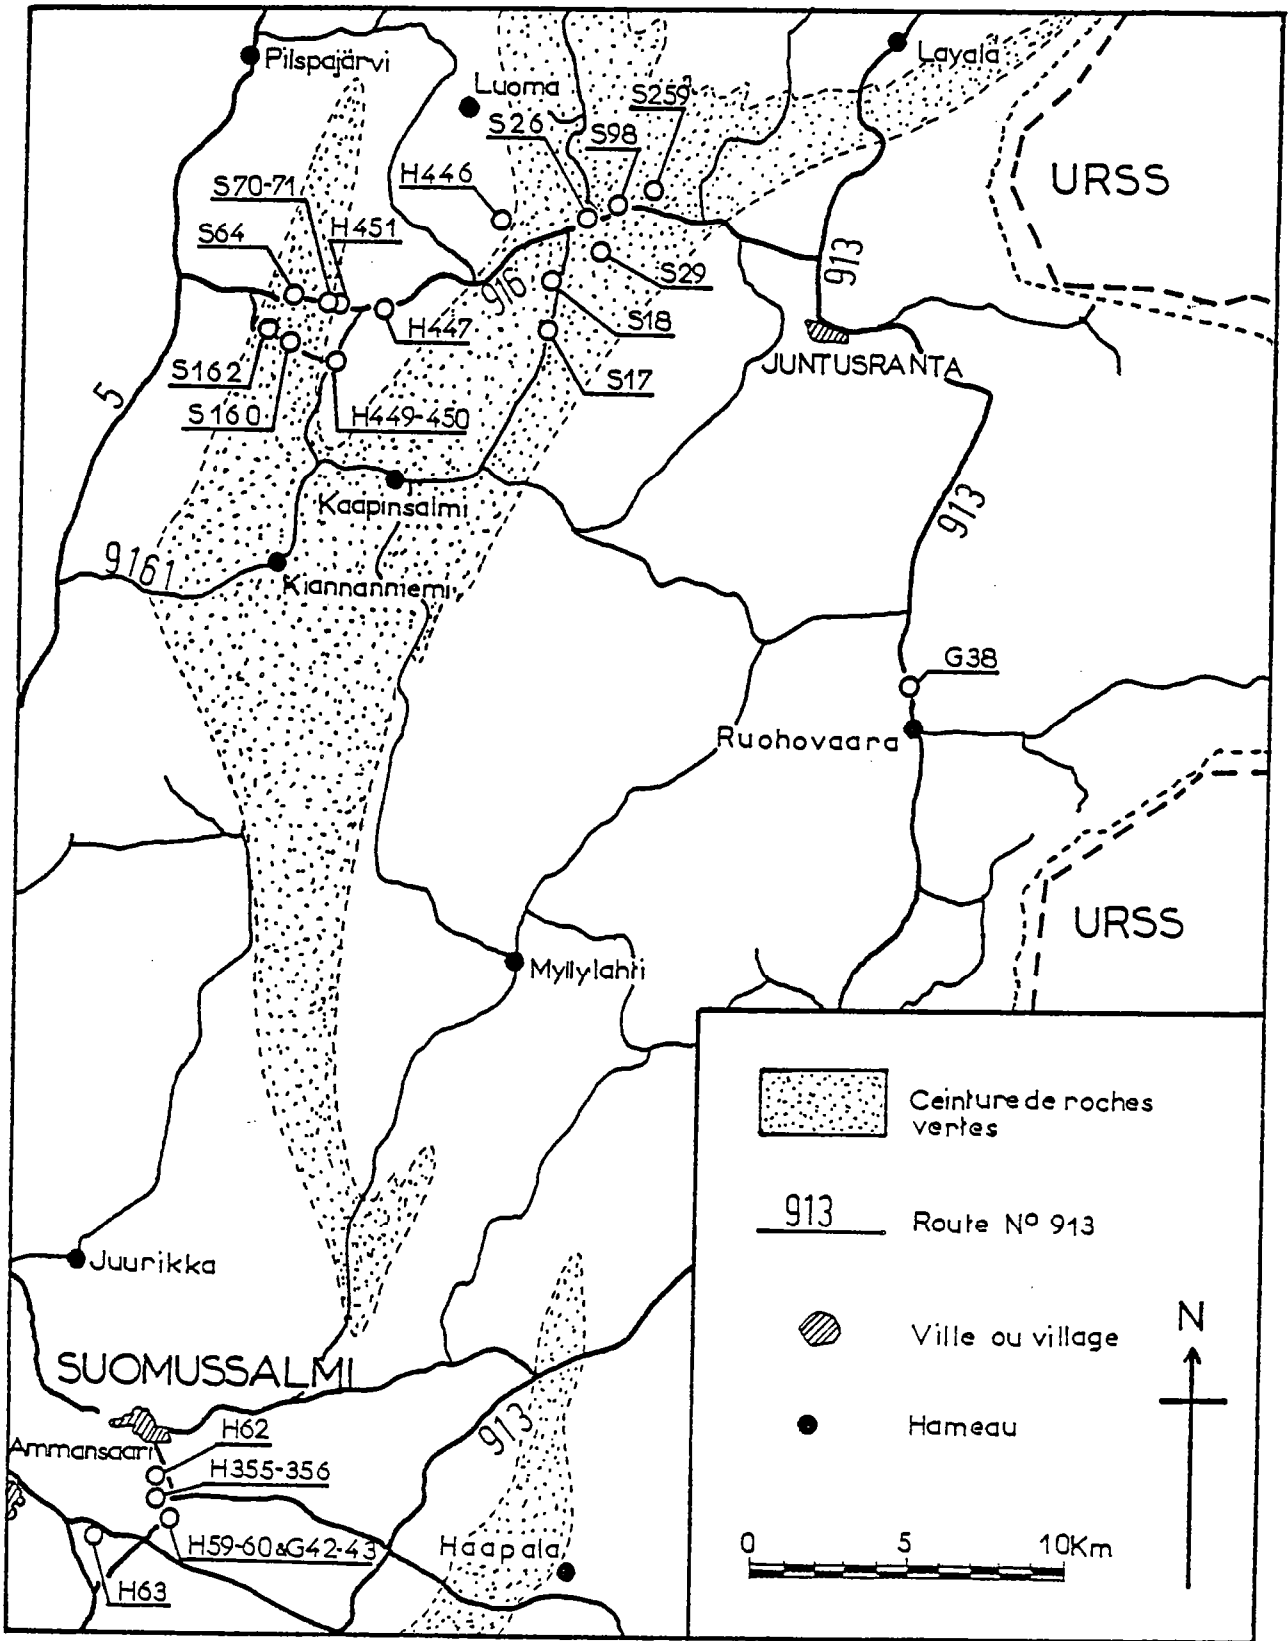 Pilspajärvi
Layala
Luoma
S259
S26
S98
URSS
H446
S70-71
H451
S64
913
S29
916
S18
H447
JUNTUSRANTA
S162
S17
5
S160
H449-450
Kaapinsalmi
913
9161
Kiannanniemi
G38
Ruohovaara
URSS
Myllylahti
Ceinture de roches
vertes
913
Route Nº 913
Juurikka
N
Ville ou village
SUOMUSSALMI
913
Hameau
H62
Ammansaari
H355-356
0 5 10Km
H59-60&G42-43
Haapala
H63